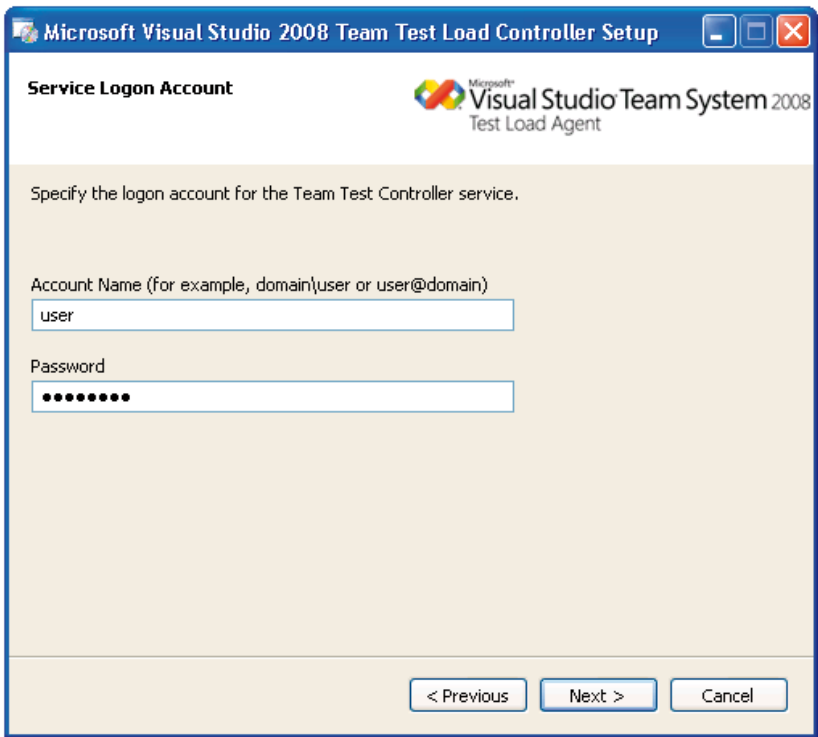 Microsoft Visual Studio 2008 Team Test Load Controller Setup
Service Logon Account
Microsoft®
Visual Studio Team System 2008
Test Load Agent
Specify the logon account for the Team Test Controller service.
Account Name (for example, domain\user or user@domain)
user
Password
●●●●●●●●
< Previous
Next >
Cancel